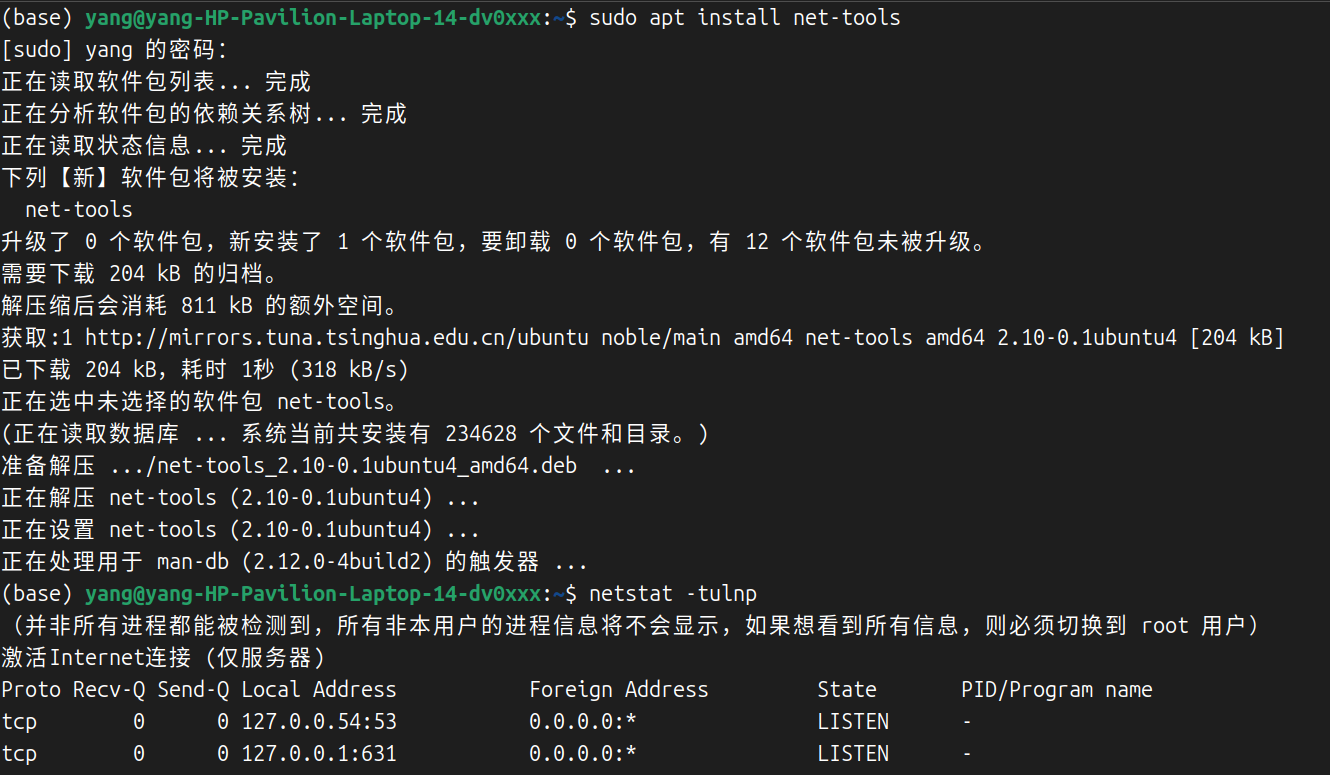 (base) yang@yang-HP-Pavilion-Laptop-14-dv0xxx:~$ sudo apt install net-tools
[sudo] yang 的密码：
正在读取软件包列表... 完成
正在分析软件包的依赖关系树... 完成
正在读取状态信息... 完成
下列【新】软件包将被安装：
  net-tools
升级了 0 个软件包，新安装了 1 个软件包，要卸载 0 个软件包，有 12 个软件包未被升级。
需要下载 204 kB 的归档。
解压缩后会消耗 811 kB 的额外空间。
获取:1 http://mirrors.tuna.tsinghua.edu.cn/ubuntu noble/main amd64 net-tools amd64 2.10-0.1ubuntu4 [204 kB]
已下载 204 kB，耗时 1秒 (318 kB/s)
正在选中未选择的软件包 net-tools。
(正在读取数据库 ... 系统当前共安装有 234628 个文件和目录。)
准备解压 .../net-tools_2.10-0.1ubuntu4_amd64.deb  ...
正在解压 net-tools (2.10-0.1ubuntu4) ...
正在设置 net-tools (2.10-0.1ubuntu4) ...
正在处理用于 man-db (2.12.0-4build2) 的触发器 ...
(base) yang@yang-HP-Pavilion-Laptop-14-dv0xxx:~$ netstat -tulnp
（并非所有进程都能被检测到，所有非本用户的进程信息将不会显示，如果想看到所有信息，则必须切换到 root 用户）
激活Internet连接 (仅服务器)
Proto Recv-Q Send-Q Local Address           Foreign Address         State       PID/Program name
tcp        0      0 127.0.0.54:53           0.0.0.0:*               LISTEN      -
tcp        0      0 127.0.0.1:631           0.0.0.0:*               LISTEN      -